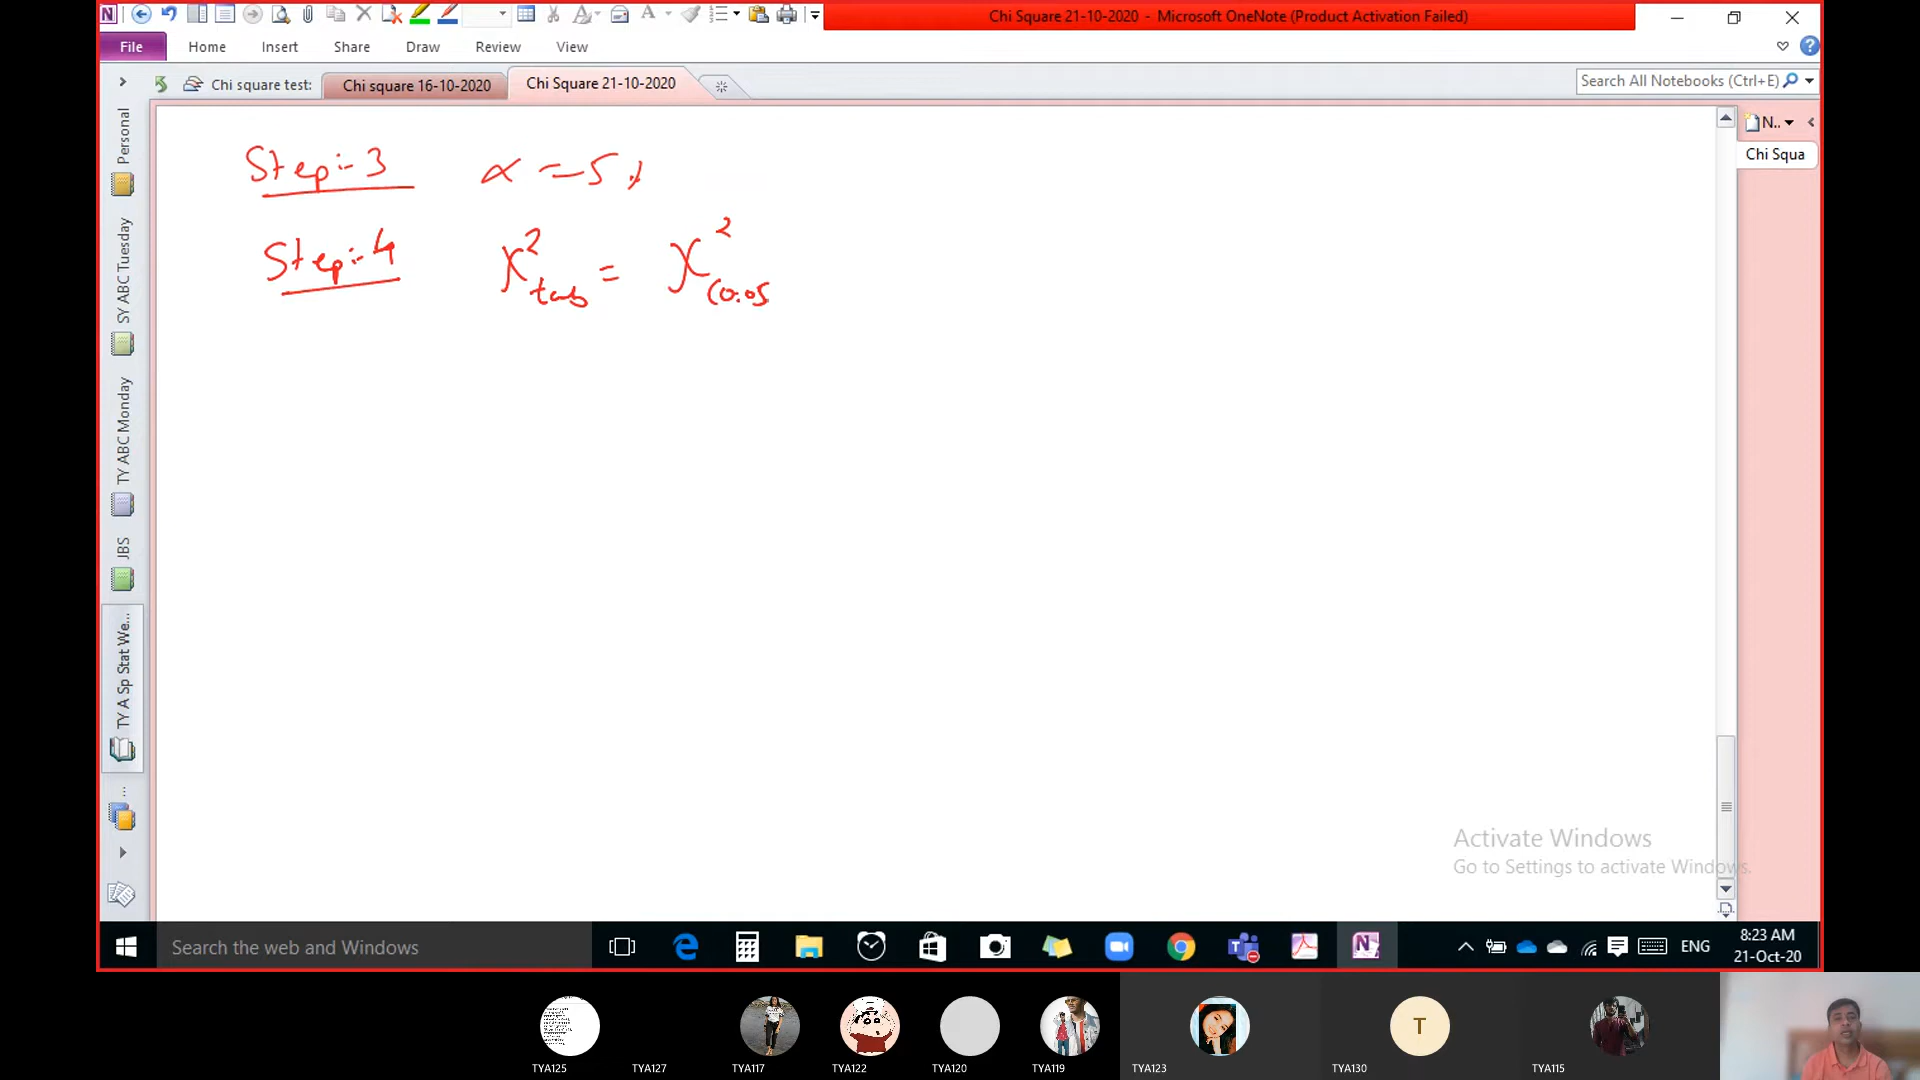 Chi Square 21-10-2020 - Microsoft OneNote (Product Activation Failed)
File Home Insert Share Draw Review View
Chi square test: Chi square 16-10-2020 Chi Square 21-10-2020
Search All Notebooks (Ctrl+E)
N..
Chi Squa
Personal
SY ABC Tuesday
TY ABC Monday
JBS
TY A Sp Stat We...
Step:-3 α = 5 %
Step:-4 χ²tab = χ²(0.05
Activate Windows
Go to Settings to activate Windows.
Search the web and Windows
ENG
8:23 AM
21-Oct-20
T
TYA125 TYA127 TYA117 TYA122 TYA120 TYA119 TYA123 TYA130 TYA115